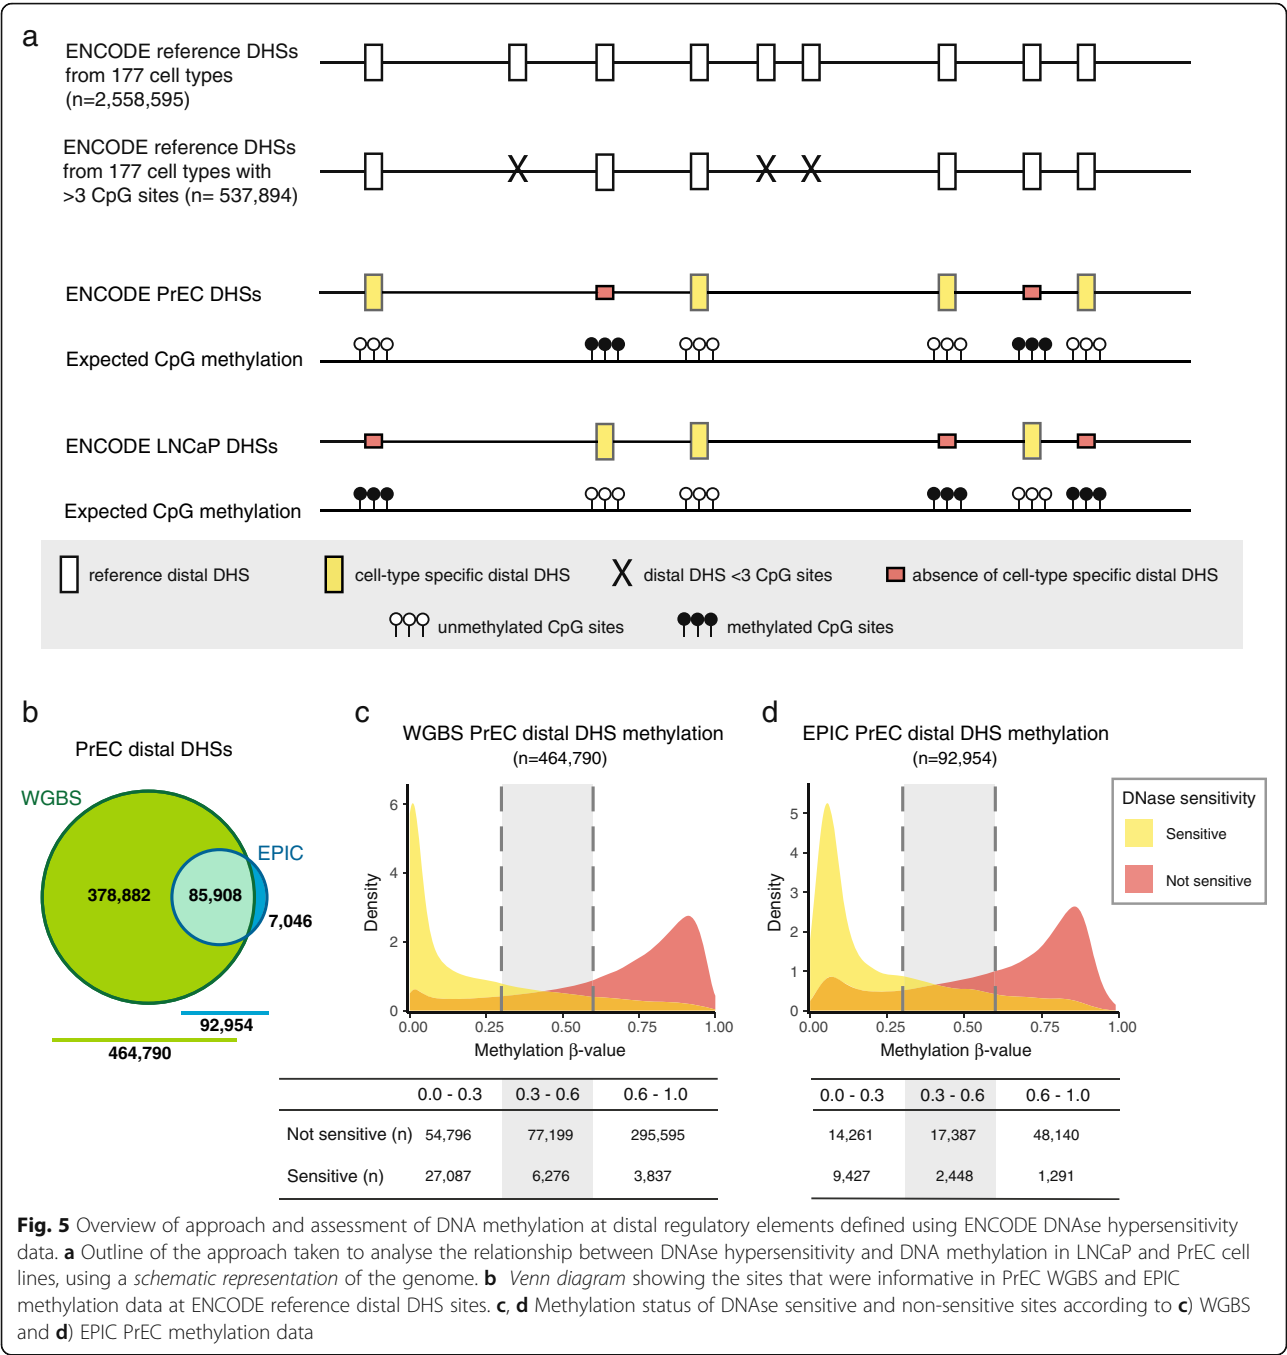 a
ENCODE reference DHSs
from 177 cell types
(n=2,558,595)
ENCODE reference DHSs
from 177 cell types with
>3 CpG sites (n= 537,894)
X X X
ENCODE PrEC DHSs
Expected CpG methylation
ENCODE LNCaP DHSs
Expected CpG methylation
reference distal DHS
cell-type specific distal DHS
X distal DHS <3 CpG sites
absence of cell-type specific distal DHS
unmethylated CpG sites
methylated CpG sites
b
PrEC distal DHSs
WGBS
EPIC
378,882
85,908
7,046
92,954
464,790
c
WGBS PrEC distal DHS methylation
(n=464,790)
Density
6
4
2
0
0.00 0.25 0.50 0.75 1.00
Methylation β-value
0.0 - 0.3 0.3 - 0.6 0.6 - 1.0
Not sensitive (n) 54,796 77,199 295,595
Sensitive (n) 27,087 6,276 3,837
d
EPIC PrEC distal DHS methylation
(n=92,954)
Density
5
4
3
2
1
0
0.00 0.25 0.50 0.75 1.00
Methylation β-value
0.0 - 0.3 0.3 - 0.6 0.6 - 1.0
14,261 17,387 48,140
9,427 2,448 1,291
DNase sensitivity
Sensitive
Not sensitive
Fig. 5 Overview of approach and assessment of DNA methylation at distal regulatory elements defined using ENCODE DNAse hypersensitivity
data. a Outline of the approach taken to analyse the relationship between DNAse hypersensitivity and DNA methylation in LNCaP and PrEC cell
lines, using a schematic representation of the genome. b Venn diagram showing the sites that were informative in PrEC WGBS and EPIC
methylation data at ENCODE reference distal DHS sites. c, d Methylation status of DNAse sensitive and non-sensitive sites according to c) WGBS
and d) EPIC PrEC methylation data